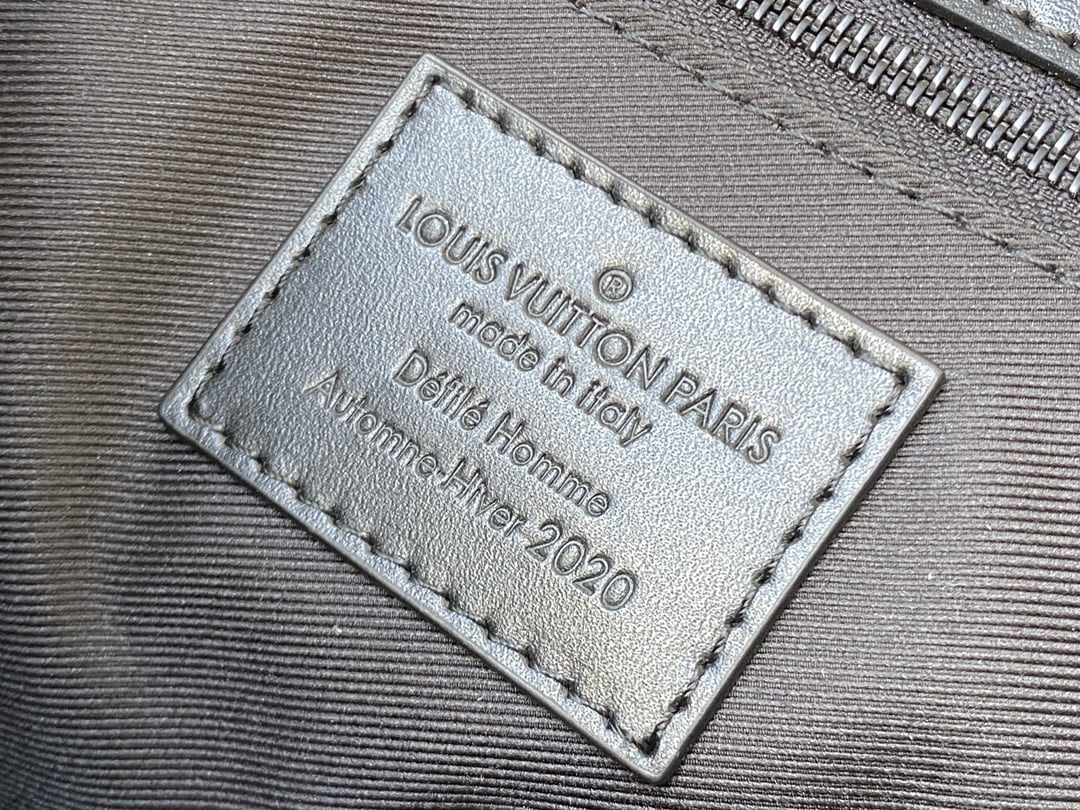 ®
LOUIS VUITTON PARIS
made in italy
Défilé Homme
Automne-Hiver 2020